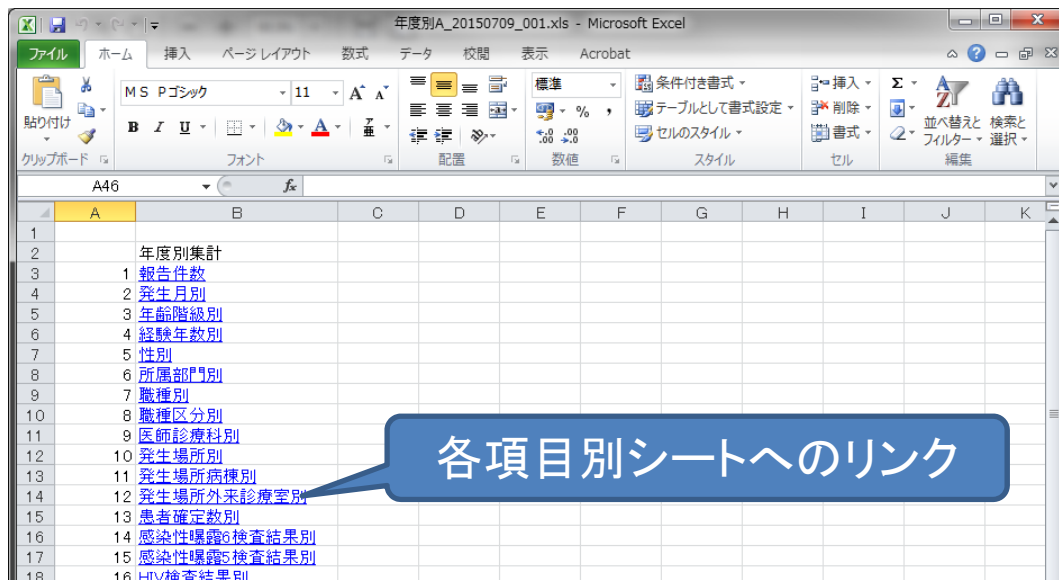 年度別A_20150709_001.xls - Microsoft Excel
ファイル ホーム 挿入 ページ レイアウト 数式 データ 校閲 表示 Acrobat
MS Pゴシック 11 A A 標準 条件付き書式 挿入 Σ
貼り付け B I U A 亜 % , テーブルとして書式設定 削除 並べ替えと フィルター 検索と 選択
セルのスタイル 書式
クリップボード フォント 配置 数値 スタイル セル 編集
A46 fx
A B C D E F G H I J K
1
2 年度別集計
3 1 報告件数
4 2 発生月別
5 3 年齢階級別
6 4 経験年数別
7 5 性別
8 6 所属部門別
9 7 職種別
10 8 職種区分別
11 9 医師診療科別
12 10 発生場所別
13 11 発生場所病棟別
14 12 発生場所外来診療室別
15 13 患者確定数別
16 14 感染性曝露6検査結果別
17 15 感染性曝露5検査結果別
18 16 HIV検査結果別
各項目別シートへのリンク